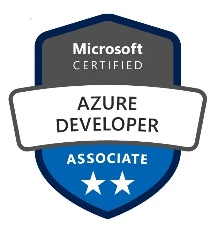 Microsoft
CERTIFIED
AZURE
DEVELOPER
ASSOCIATE